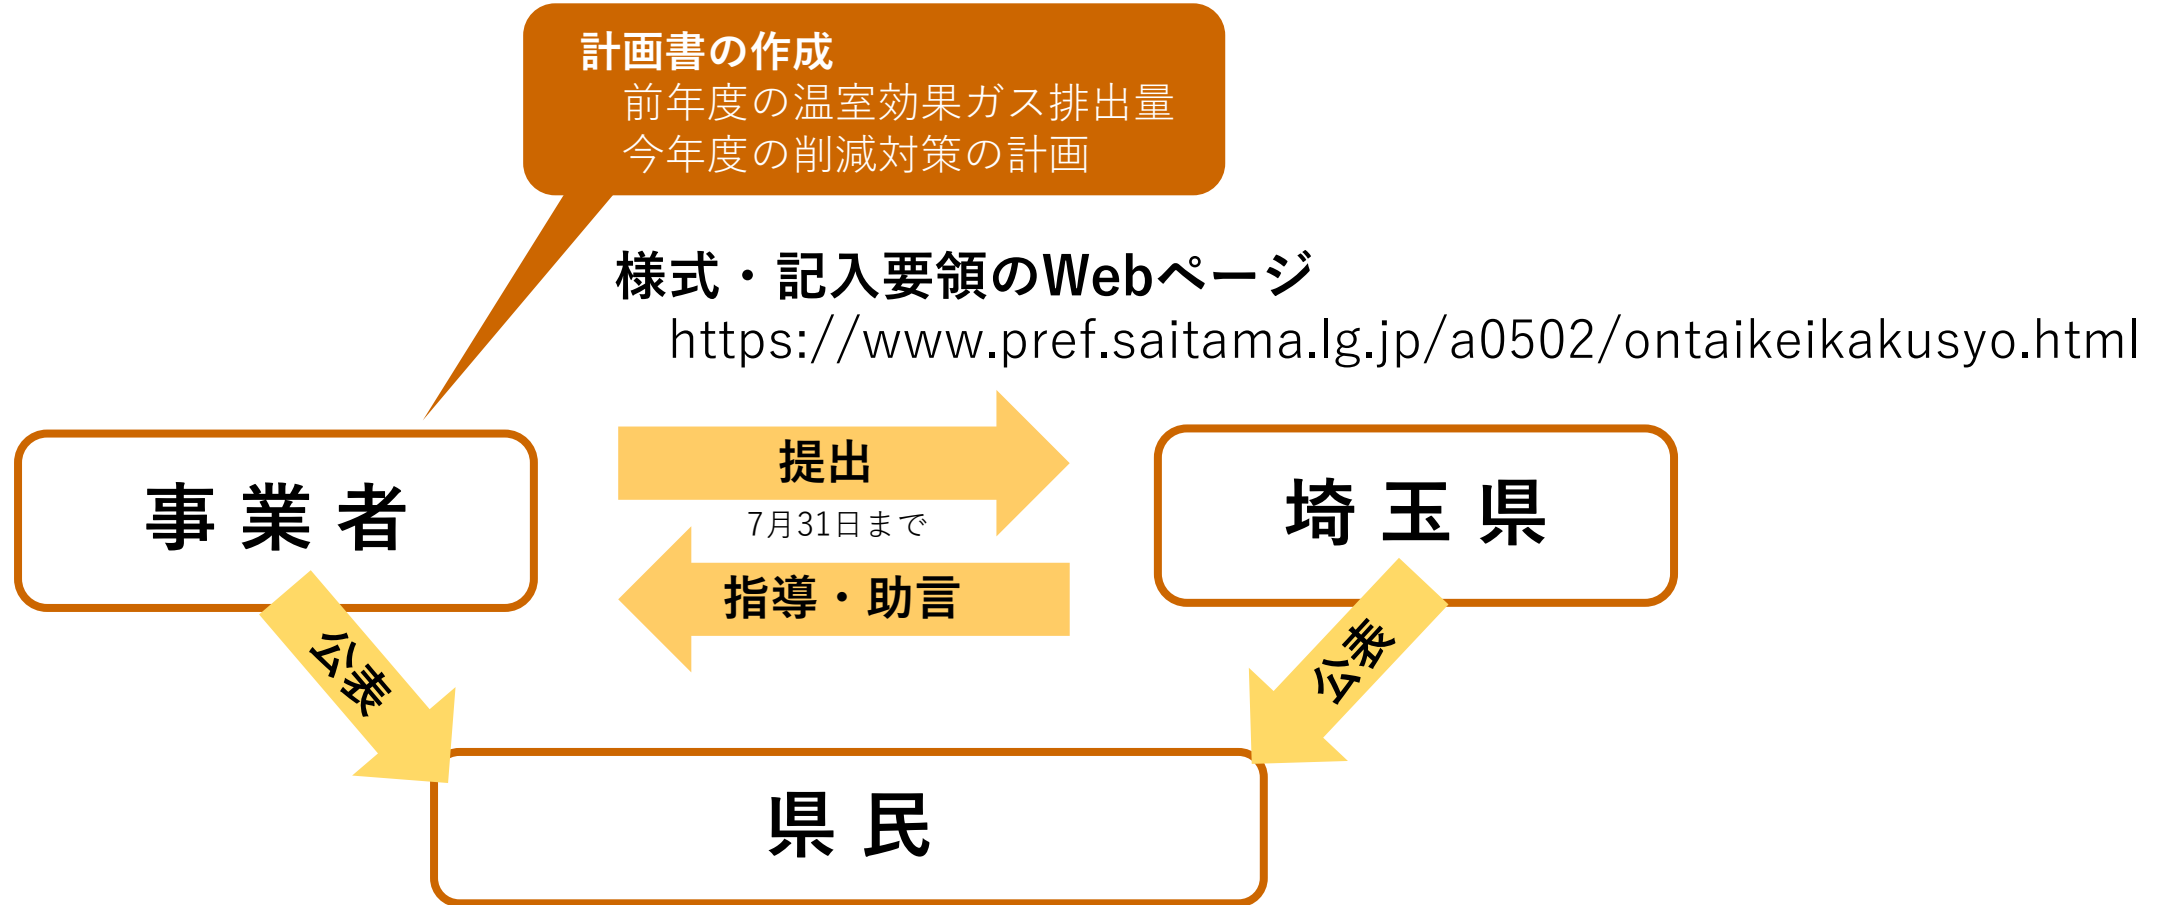 計画書の作成
前年度の温室効果ガス排出量
今年度の削減対策の計画
様式・記入要領のWebページ
https://www.pref.saitama.lg.jp/a0502/ontaikeikakusyo.html
事業者
提出
7月31日まで
指導・助言
埼玉県
公表
公表
県民